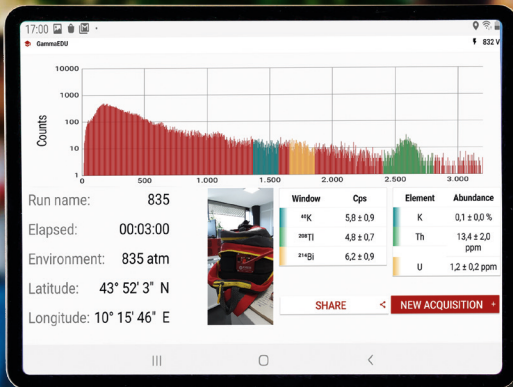 17:00
GammaEDU
832 V
10000
1000
100
10
1
Counts
0 500 1.000 1.500 2.000 2.500 3.000
Run name: 835
Elapsed: 00:03:00
Environment: 835 atm
Latitude: 43° 52' 3" N
Longitude: 10° 15' 46" E
Window Cps
⁴⁰K 5,8 ± 0,9
²⁰⁸Tl 4,8 ± 0,7
²¹⁴Bi 6,2 ± 0,9
Element Abundance
K 0,1 ± 0,0 %
Th 13,4 ± 2,0
ppm
U 1,2 ± 0,2 ppm
SHARE
NEW ACQUISITION +